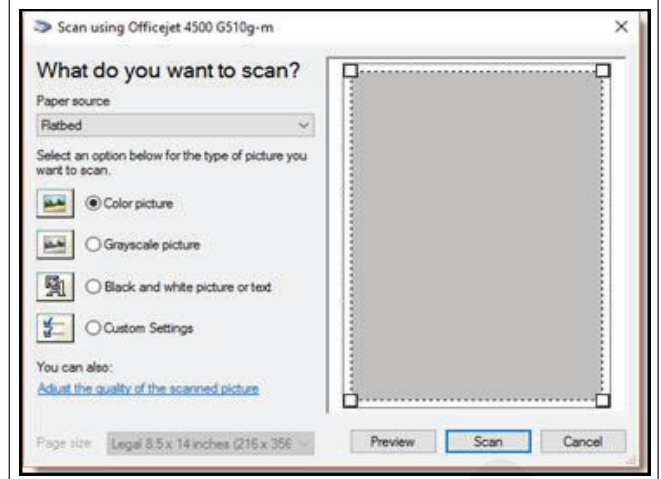 Scan using Officejet 4500 G510g-m
What do you want to scan?
Paper source
Flatbed
Select an option below for the type of picture you
want to scan.
Color picture
Grayscale picture
Black and white picture or text
Custom Settings
You can also:
Adjust the quality of the scanned picture
Page size: Legal 8.5 x 14 inches (216 x 356
Preview Scan Cancel